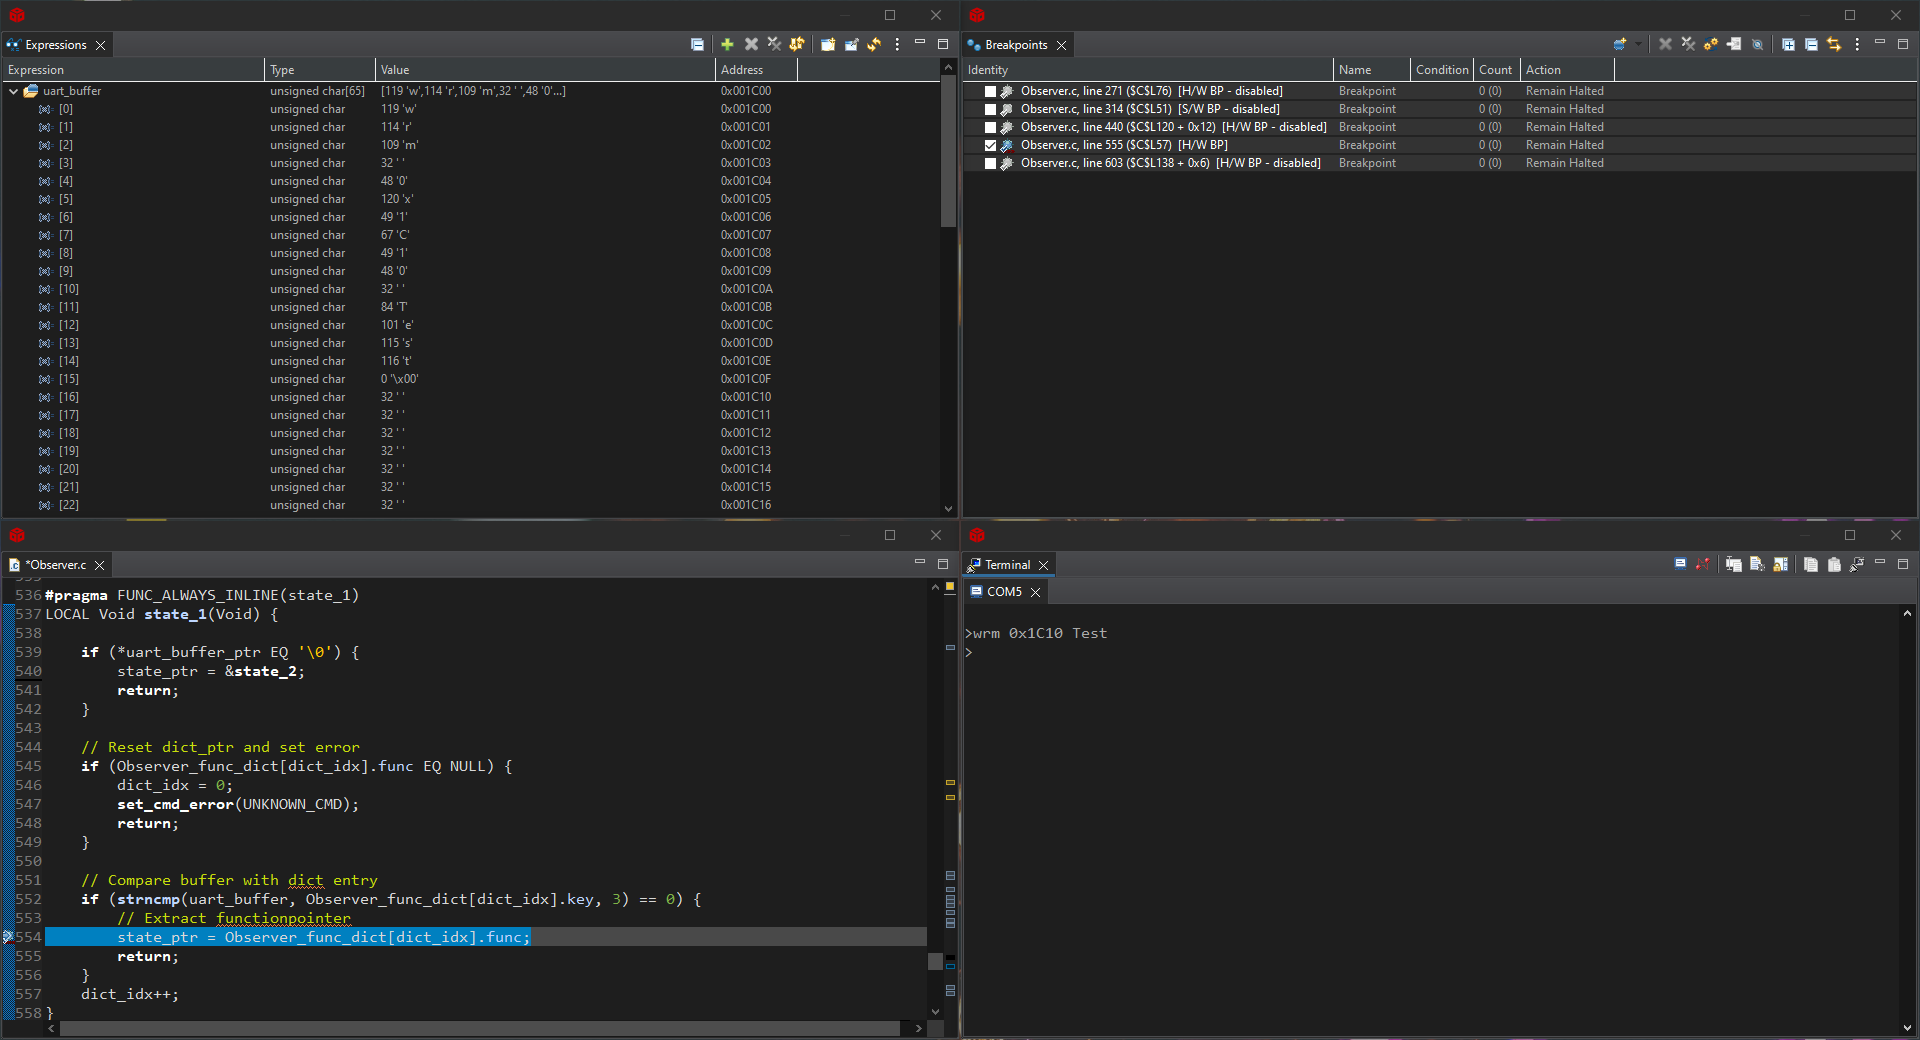 Expressions
Expression Type Value Address
uart_buffer unsigned char[65] [119 'w',114 'r',109 'm',32 ' ',48 '0'...] 0x001C00
[0] unsigned char 119 'w' 0x001C00
[1] unsigned char 114 'r' 0x001C01
[2] unsigned char 109 'm' 0x001C02
[3] unsigned char 32 ' ' 0x001C03
[4] unsigned char 48 '0' 0x001C04
[5] unsigned char 120 'x' 0x001C05
[6] unsigned char 49 '1' 0x001C06
[7] unsigned char 67 'C' 0x001C07
[8] unsigned char 49 '1' 0x001C08
[9] unsigned char 48 '0' 0x001C09
[10] unsigned char 32 ' ' 0x001C0A
[11] unsigned char 84 'T' 0x001C0B
[12] unsigned char 101 'e' 0x001C0C
[13] unsigned char 115 's' 0x001C0D
[14] unsigned char 116 't' 0x001C0E
[15] unsigned char 0 '\x00' 0x001C0F
[16] unsigned char 32 ' ' 0x001C10
[17] unsigned char 32 ' ' 0x001C11
[18] unsigned char 32 ' ' 0x001C12
[19] unsigned char 32 ' ' 0x001C13
[20] unsigned char 32 ' ' 0x001C14
[21] unsigned char 32 ' ' 0x001C15
[22] unsigned char 32 ' ' 0x001C16
Breakpoints
Identity Name Condition Count Action
Observer.c, line 271 ($C$L76) [H/W BP - disabled] Breakpoint 0 (0) Remain Halted
Observer.c, line 314 ($C$L51) [S/W BP - disabled] Breakpoint 0 (0) Remain Halted
Observer.c, line 440 ($C$L120 + 0x12) [H/W BP - disabled] Breakpoint 0 (0) Remain Halted
Observer.c, line 555 ($C$L57) [H/W BP] Breakpoint 0 (0) Remain Halted
Observer.c, line 603 ($C$L138 + 0x6) [H/W BP - disabled] Breakpoint 0 (0) Remain Halted
*Observer.c
536 #pragma FUNC_ALWAYS_INLINE(state_1)
537 LOCAL Void state_1(Void) {
538
539 if (*uart_buffer_ptr EQ '\0') {
540 state_ptr = &state_2;
541 return;
542 }
543
544 // Reset dict_ptr and set error
545 if (Observer_func_dict[dict_idx].func EQ NULL) {
546 dict_idx = 0;
547 set_cmd_error(UNKNOWN_CMD);
548 return;
549 }
550
551 // Compare buffer with dict entry
552 if (strncmp(uart_buffer, Observer_func_dict[dict_idx].key, 3) == 0) {
553 // Extract functionpointer
554 state_ptr = Observer_func_dict[dict_idx].func;
555 return;
556 }
557 dict_idx++;
558 }
Terminal
COM5
>wrm 0x1C10 Test
>